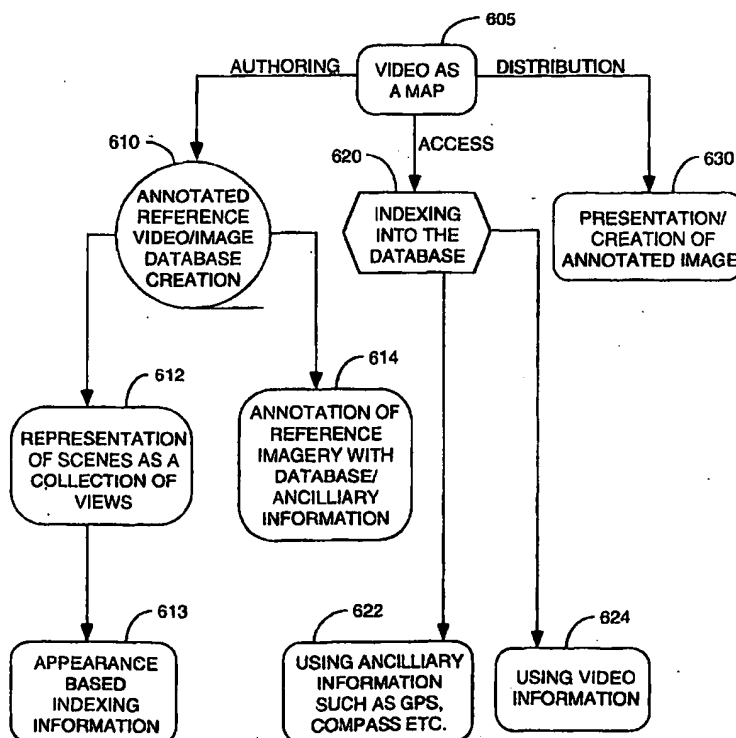 605
AUTHORING
VIDEO AS
A MAP
DISTRIBUTION
610
ACCESS
620
630
ANNOTATED
REFERENCE
VIDEO/IMAGE
DATABASE
CREATION
INDEXING
INTO THE
DATABASE
PRESENTATION/
CREATION OF
ANNOTATED IMAGE
612
614
REPRESENTATION
OF SCENES AS A
COLLECTION OF
VIEWS
ANNOTATION OF
REFERENCE
IMAGERY WITH
DATABASE/
ANCILLIARY
INFORMATION
613
622
624
APPEARANCE
BASED
INDEXING
INFORMATION
USING ANCILLIARY
INFORMATION
SUCH AS GPS,
COMPASS ETC.
USING VIDEO
INFORMATION